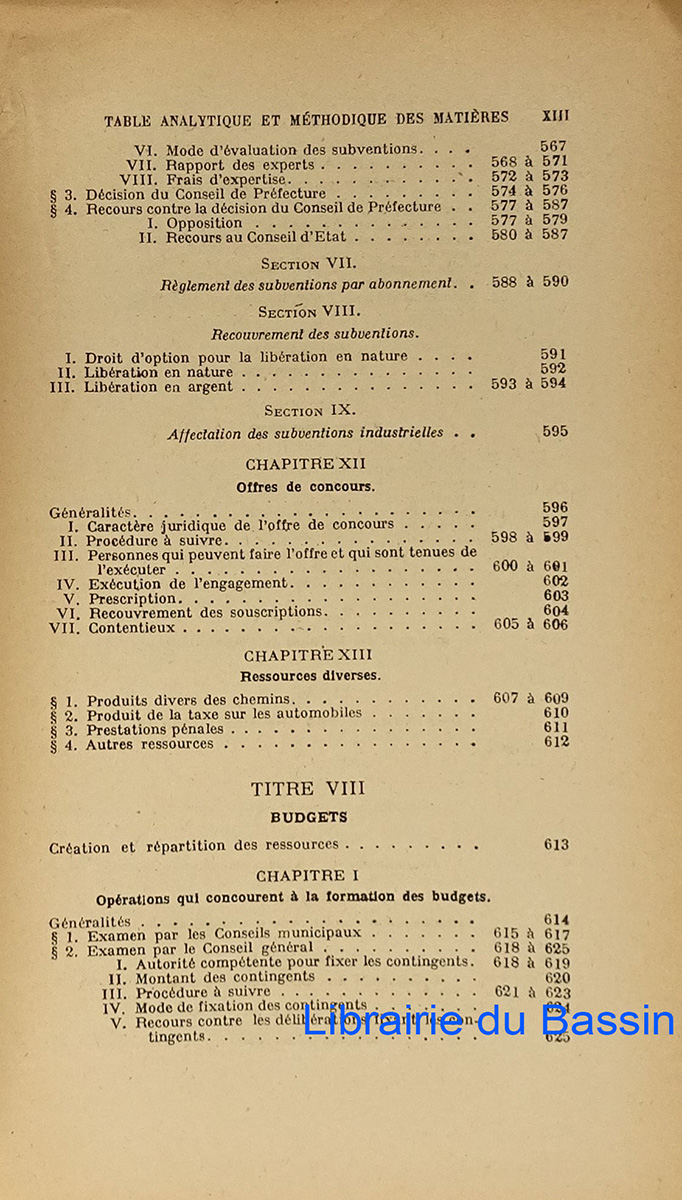 TABLE ANALYTIQUE ET MÉTHODIQUE DES MATIÈRES XIII
VI. Mode d'évaluation des subventions. . . . 567
VII. Rapport des experts . . . . . . . . . . 568 à 571
VIII. Frais d'expertise. . . . . . . . . . . 572 à 573
§ 3. Décision du Conseil de Préfecture . . . . . . . . . 574 à 576
§ 4. Recours contre la décision du Conseil de Préfecture . . 577 à 587
I. Opposition . . . . . . . . . . . . . 577 à 579
II. Recours au Conseil d'Etat . . . . . . . . 580 à 587
SECTION VII.
Règlement des subventions par abonnement. . 588 à 590
SECTION VIII.
Recouvrement des subventions.
I. Droit d'option pour la libération en nature . . . . 591
II. Libération en nature . . . . . . . . . . . . . 592
III. Libération en argent . . . . . . . . . . . . . 593 à 594
SECTION IX.
Affectation des subventions industrielles . . 595
CHAPITRE XII
Offres de concours.
Généralités. . . . . . . . . . . . . . . . . . 596
I. Caractère juridique de l'offre de concours . . . . . 597
II. Procédure à suivre. . . . . . . . . . . . . . 598 à 599
III. Personnes qui peuvent faire l'offre et qui sont tenues de
l'exécuter . . . . . . . . . . . . . . . . 600 à 601
IV. Exécution de l'engagement. . . . . . . . . . . 602
V. Prescription. . . . . . . . . . . . . . . . 603
VI. Recouvrement des souscriptions. . . . . . . . . 604
VII. Contentieux . . . . . . . . . . . . . . . . 605 à 606
CHAPITRE XIII
Ressources diverses.
§ 1. Produits divers des chemins. . . . . . . . . . . 607 à 609
§ 2. Produit de la taxe sur les automobiles . . . . . . . 610
§ 3. Prestations pénales . . . . . . . . . . . . . . 611
§ 4. Autres ressources . . . . . . . . . . . . . . 612
TITRE VIII
BUDGETS
Création et répartition des ressources . . . . . . . . . 613
CHAPITRE I
Opérations qui concourent à la formation des budgets.
Généralités . . . . . . . . . . . . . . . . . . 614
§ 1. Examen par les Conseils municipaux . . . . . . . 615 à 617
§ 2. Examen par le Conseil général . . . . . . . . . . 618 à 625
I. Autorité compétente pour fixer les contingents. 618 à 619
II. Montant des contingents . . . . . . . . . . 620
III. Procédure à suivre . . . . . . . . . . . . 621 à 623
IV. Mode de fixation des contingents . . . . . . . 624
V. Recours contre les délibérations fixant les con-
tingents. . . . . . . . . . . . . . . . . 625
Librairie du Bassin